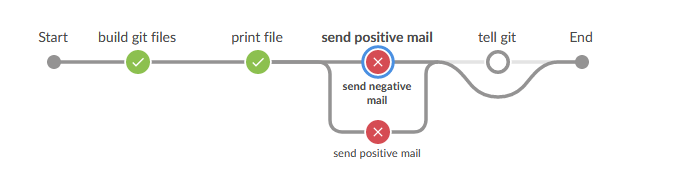 Start
build git files
print file
send positive mail
tell git
End
send negative
mail
send positive mail